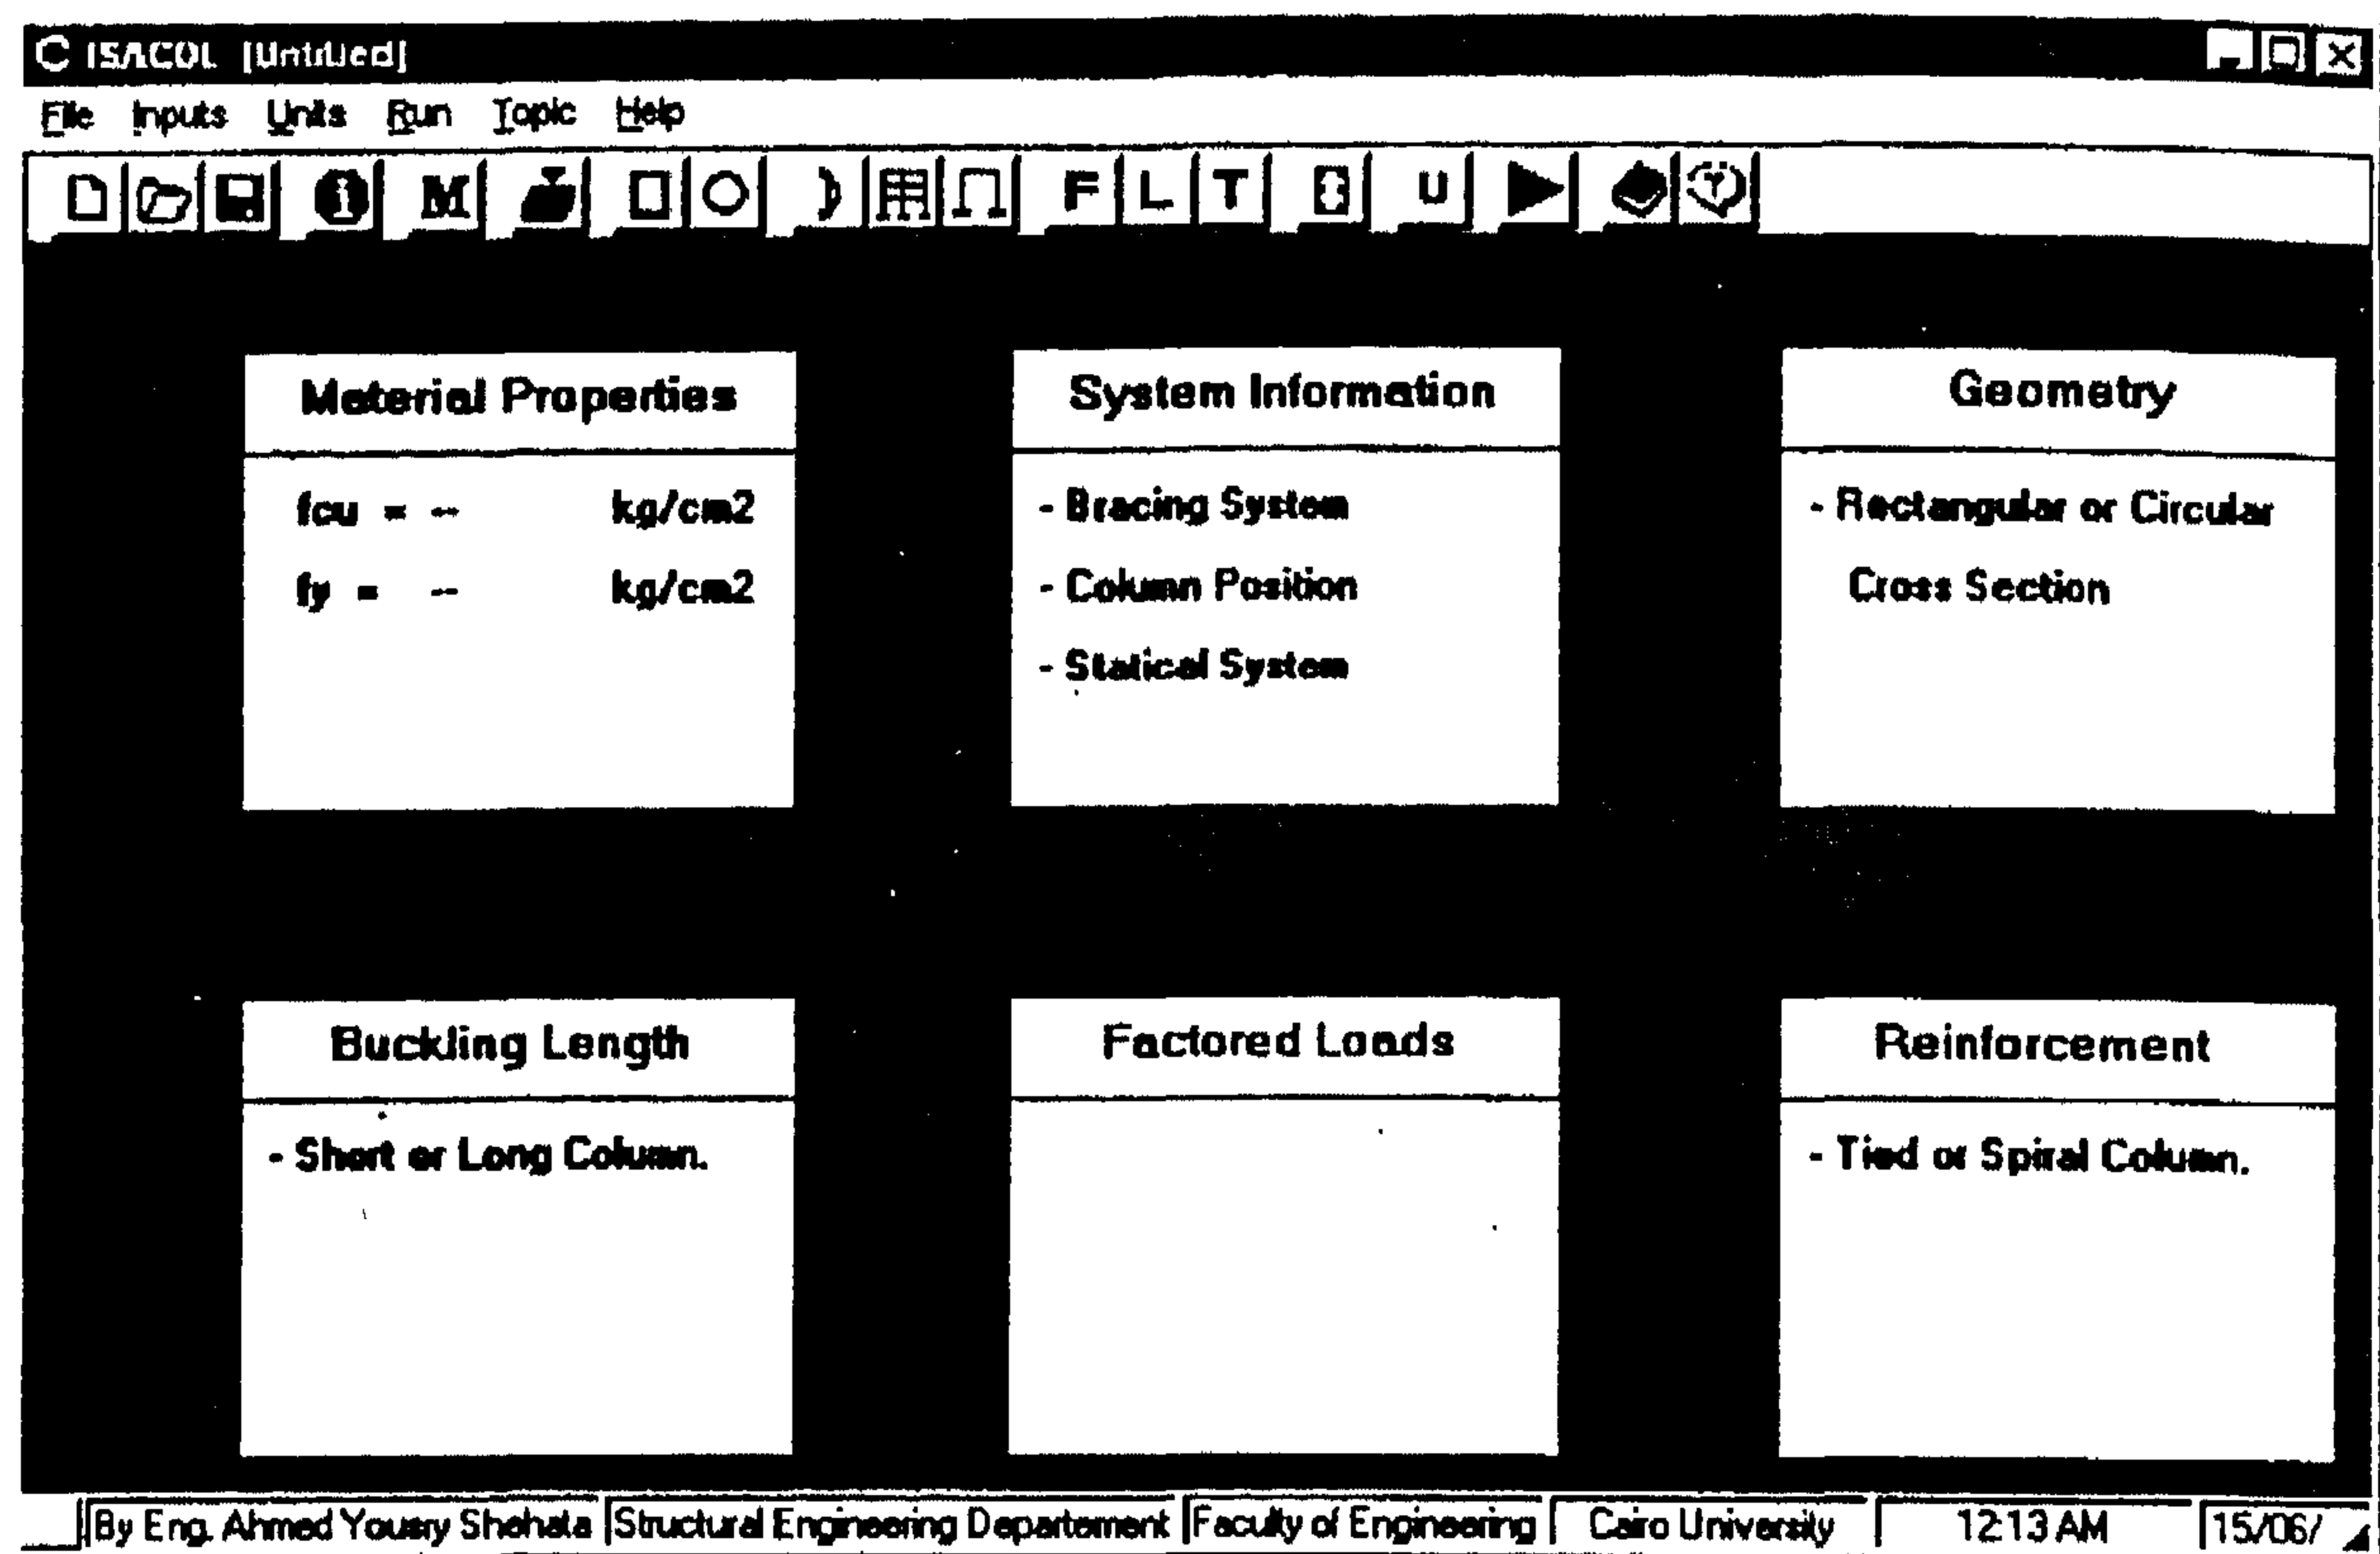 ISACOL [Untitled]
File Inputs Units Run Topic Help
M F L T U
Material Properties
fcu = -- kg/cm2
fy = -- kg/cm2
System Information
- Bracing System
- Column Position
- Statical System
Geometry
- Rectangular or Circular
Cross Section
Buckling Length
- Short or Long Column.
Factored Loads
Reinforcement
- Tied or Spiral Column.
By Eng. Ahmed Yousry Shehata Structural Engineering Departement Faculty of Engineering Cairo University 12:13 AM 15/06/